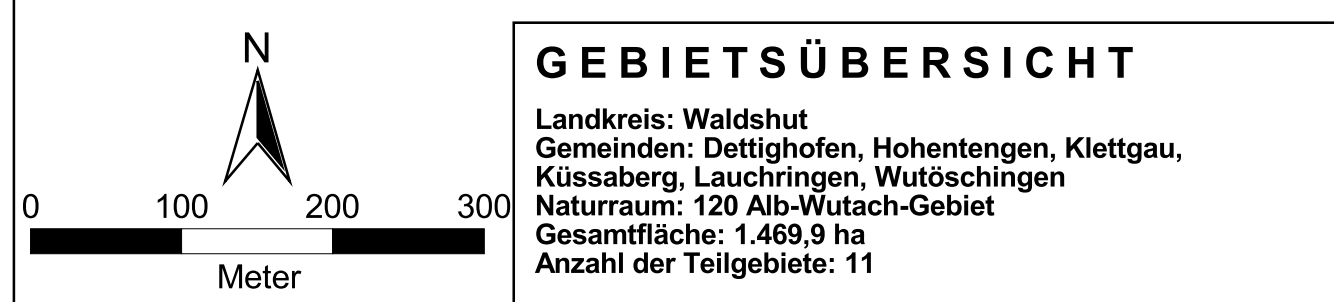 N
0 100 200 300
Meter
GEBIETSÜBERSICHT
Landkreis: Waldshut
Gemeinden: Dettighofen, Hohentengen, Klettgau,
Küssaberg, Lauchringen, Wutöschingen
Naturraum: 120 Alb-Wutach-Gebiet
Gesamtfläche: 1.469,9 ha
Anzahl der Teilgebiete: 11